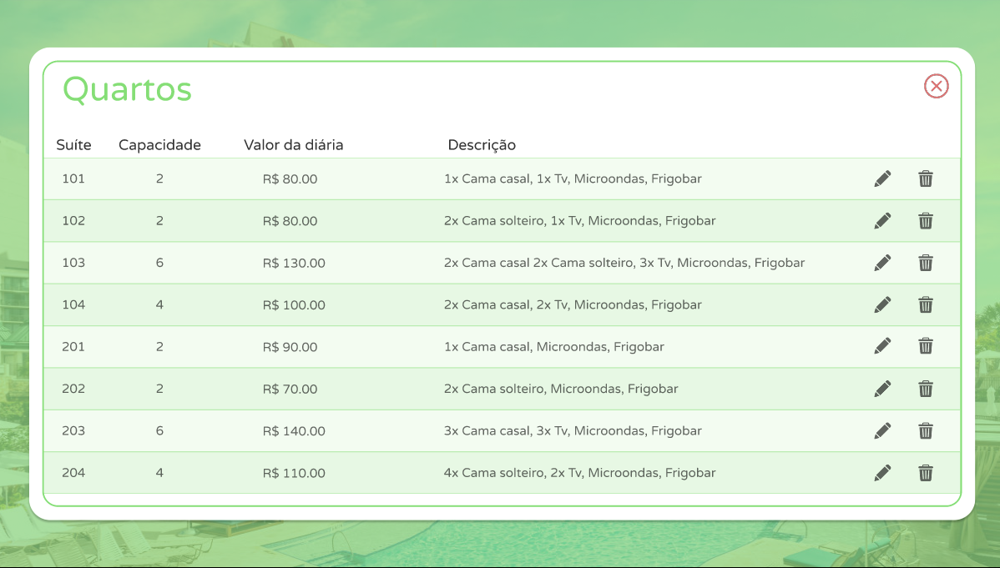 Quartos
Suíte Capacidade Valor da diária Descrição
101 2 R$ 80.00 1x Cama casal, 1x Tv, Microondas, Frigobar
102 2 R$ 80.00 2x Cama solteiro, 1x Tv, Microondas, Frigobar
103 6 R$ 130.00 2x Cama casal 2x Cama solteiro, 3x Tv, Microondas, Frigobar
104 4 R$ 100.00 2x Cama casal, 2x Tv, Microondas, Frigobar
201 2 R$ 90.00 1x Cama casal, Microondas, Frigobar
202 2 R$ 70.00 2x Cama solteiro, Microondas, Frigobar
203 6 R$ 140.00 3x Cama casal, 3x Tv, Microondas, Frigobar
204 4 R$ 110.00 4x Cama solteiro, 2x Tv, Microondas, Frigobar